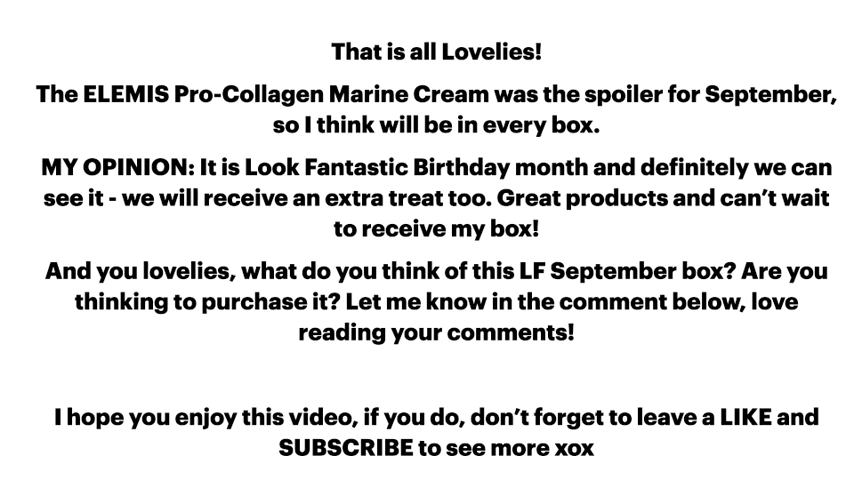 That is all Lovelies!
The ELEMIS Pro-Collagen Marine Cream was the spoiler for September,
so I think will be in every box.
MY OPINION: It is Look Fantastic Birthday month and definitely we can
see it - we will receive an extra treat too. Great products and can’t wait
to receive my box!
And you lovelies, what do you think of this LF September box? Are you
thinking to purchase it? Let me know in the comment below, love
reading your comments!
I hope you enjoy this video, if you do, don’t forget to leave a LIKE and
SUBSCRIBE to see more xox